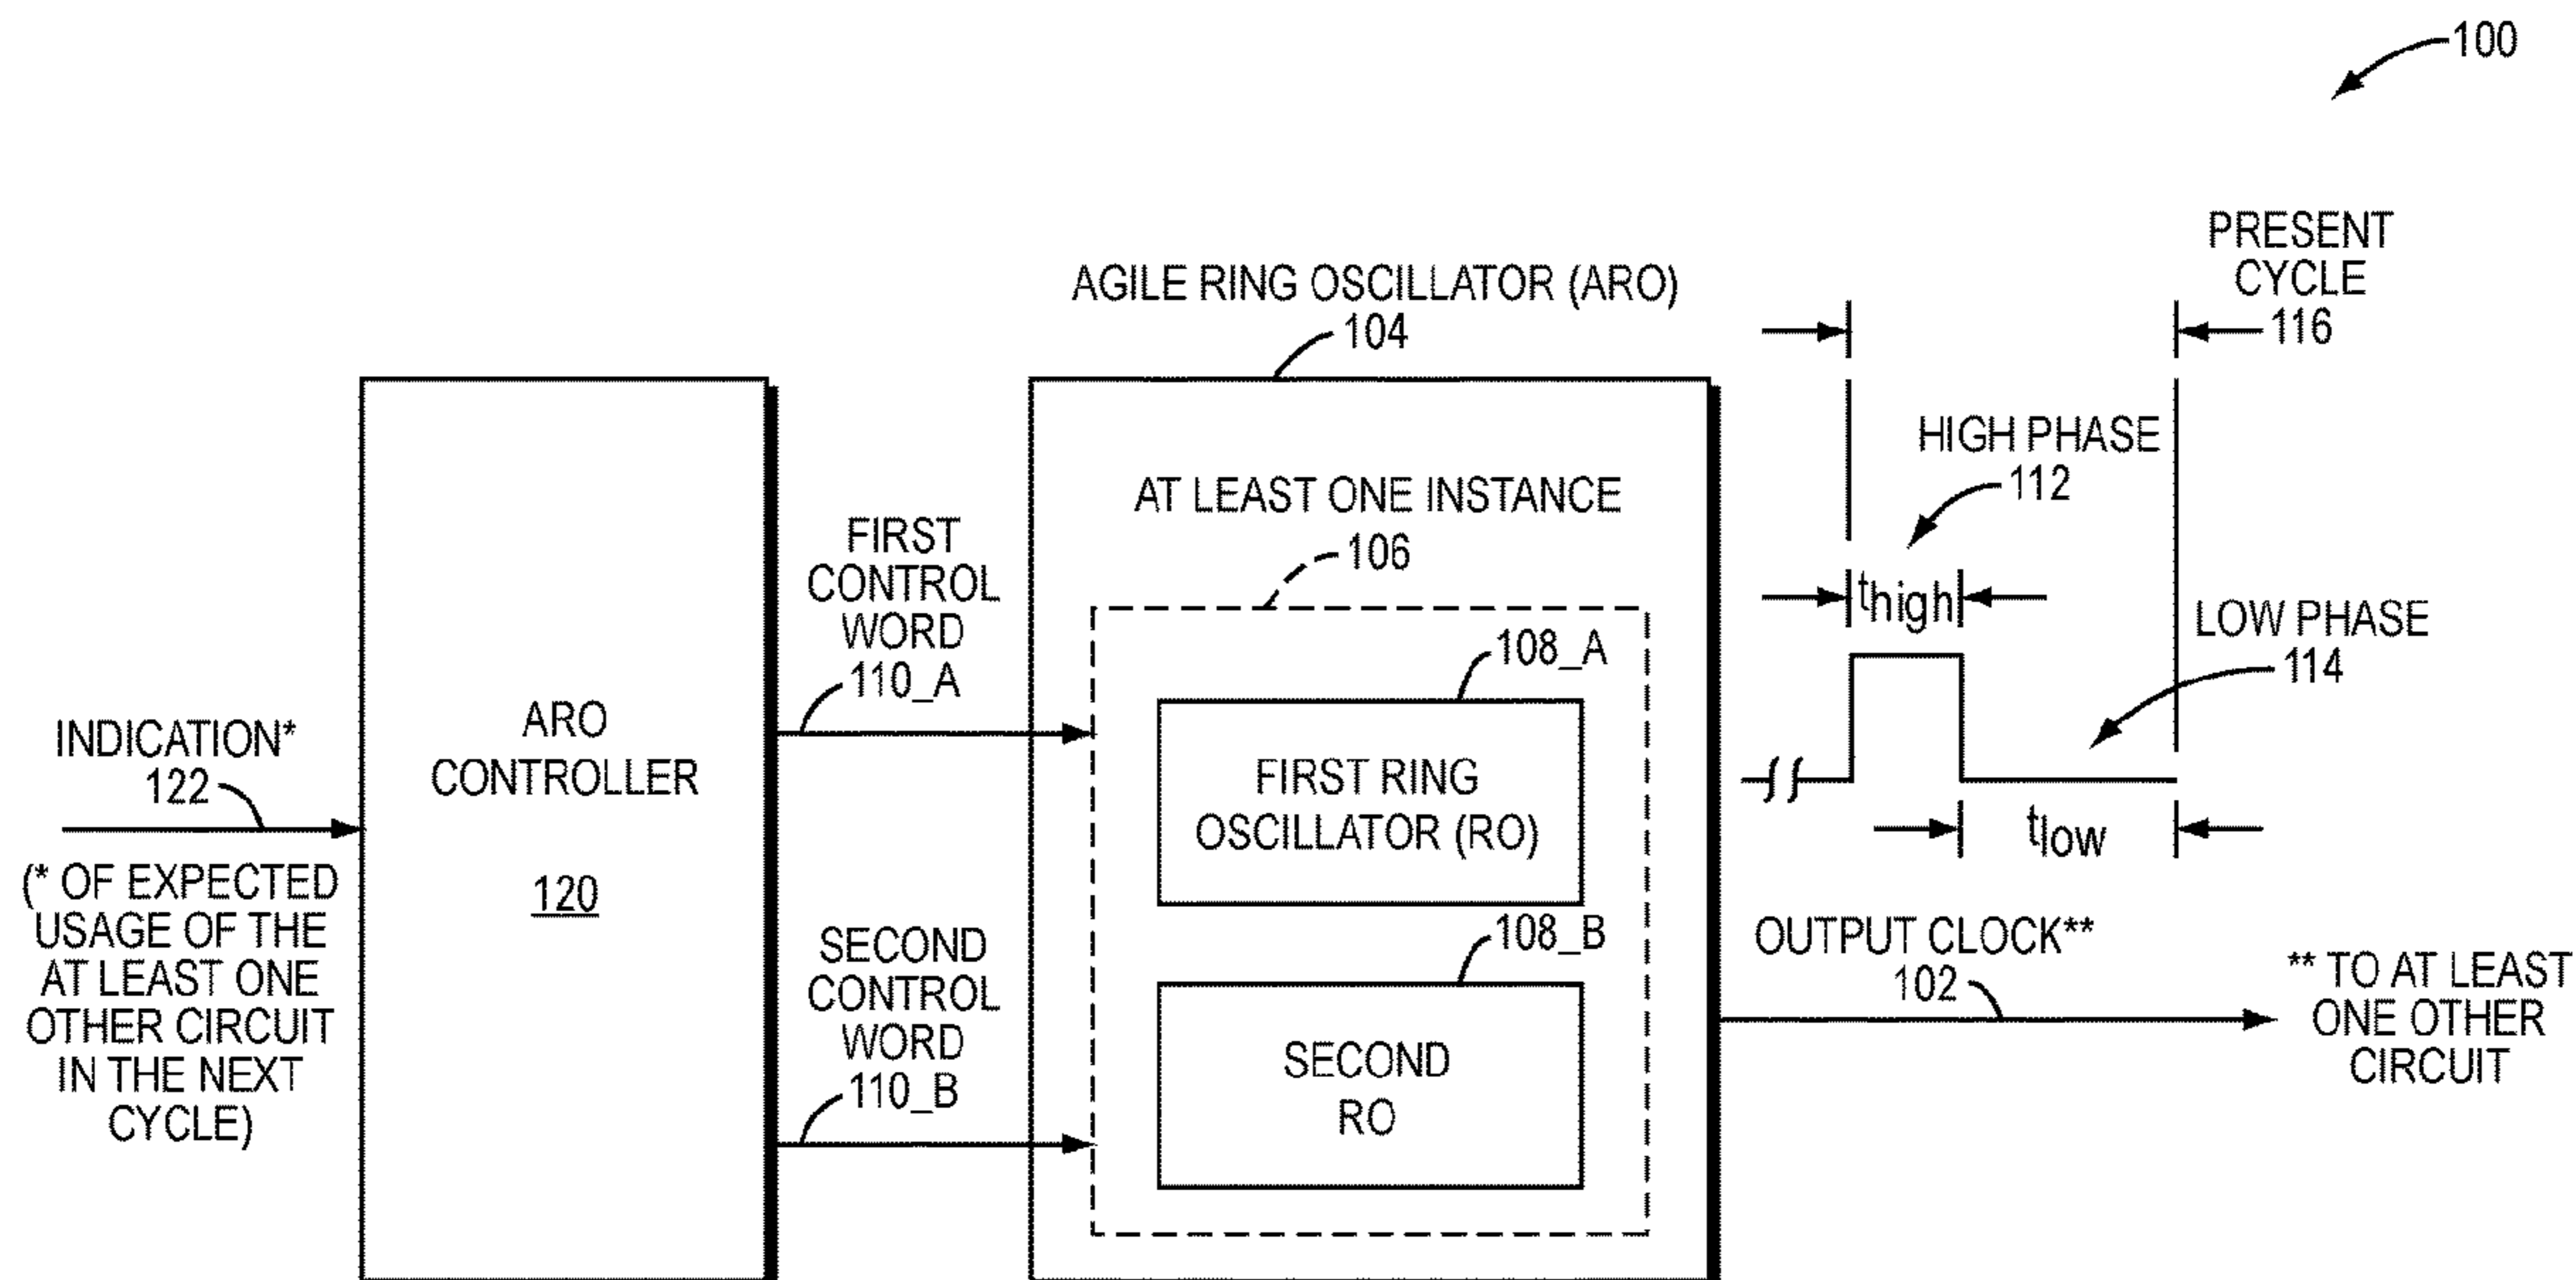 100
PRESENT
CYCLE
116
AGILE RING OSCILLATOR (ARO)
104
HIGH PHASE
112
AT LEAST ONE INSTANCE
106
FIRST
CONTROL
WORD
110_A
thigh
LOW PHASE
114
108_A
INDICATION*
122
(* OF EXPECTED
USAGE OF THE
AT LEAST ONE
OTHER CIRCUIT
IN THE NEXT
CYCLE)
ARO
CONTROLLER
120
FIRST RING
OSCILLATOR (RO)
tlow
SECOND
CONTROL
WORD
110_B
108_B
SECOND
RO
OUTPUT CLOCK**
102
** TO AT LEAST
ONE OTHER
CIRCUIT